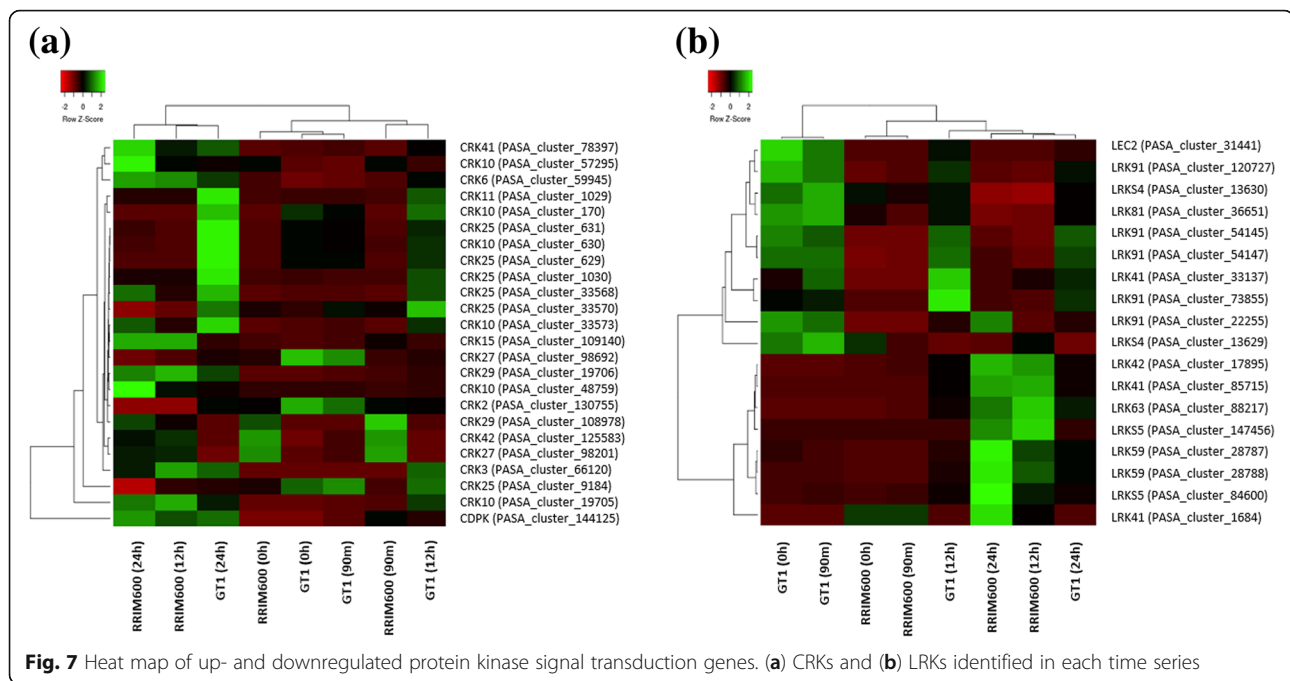 (a)
-2 0 2
Row Z-Score
CRK41 (PASA_cluster_78397)
CRK10 (PASA_cluster_57295)
CRK6 (PASA_cluster_59945)
CRK11 (PASA_cluster_1029)
CRK10 (PASA_cluster_170)
CRK25 (PASA_cluster_631)
CRK10 (PASA_cluster_630)
CRK25 (PASA_cluster_629)
CRK25 (PASA_cluster_1030)
CRK25 (PASA_cluster_33568)
CRK25 (PASA_cluster_33570)
CRK10 (PASA_cluster_33573)
CRK15 (PASA_cluster_109140)
CRK27 (PASA_cluster_98692)
CRK29 (PASA_cluster_19706)
CRK10 (PASA_cluster_48759)
CRK2 (PASA_cluster_130755)
CRK29 (PASA_cluster_108978)
CRK42 (PASA_cluster_125583)
CRK27 (PASA_cluster_98201)
CRK3 (PASA_cluster_66120)
CRK25 (PASA_cluster_9184)
CRK10 (PASA_cluster_19705)
CDPK (PASA_cluster_144125)
RRIM600 (24h)
RRIM600 (12h)
GT1 (24h)
RRIM600 (0h)
GT1 (0h)
GT1 (90m)
RRIM600 (90m)
GT1 (12h)
(b)
-2 0 2
Row Z-Score
LEC2 (PASA_cluster_31441)
LRK91 (PASA_cluster_120727)
LRKS4 (PASA_cluster_13630)
LRK81 (PASA_cluster_36651)
LRK91 (PASA_cluster_54145)
LRK91 (PASA_cluster_54147)
LRK41 (PASA_cluster_33137)
LRK91 (PASA_cluster_73855)
LRK91 (PASA_cluster_22255)
LRKS4 (PASA_cluster_13629)
LRK42 (PASA_cluster_17895)
LRK41 (PASA_cluster_85715)
LRK63 (PASA_cluster_88217)
LRKS5 (PASA_cluster_147456)
LRK59 (PASA_cluster_28787)
LRK59 (PASA_cluster_28788)
LRKS5 (PASA_cluster_84600)
LRK41 (PASA_cluster_1684)
GT1 (0h)
GT1 (90m)
RRIM600 (0h)
RRIM600 (90m)
GT1 (12h)
RRIM600 (24h)
RRIM600 (12h)
GT1 (24h)
Fig. 7 Heat map of up- and downregulated protein kinase signal transduction genes. (a) CRKs and (b) LRKs identified in each time series